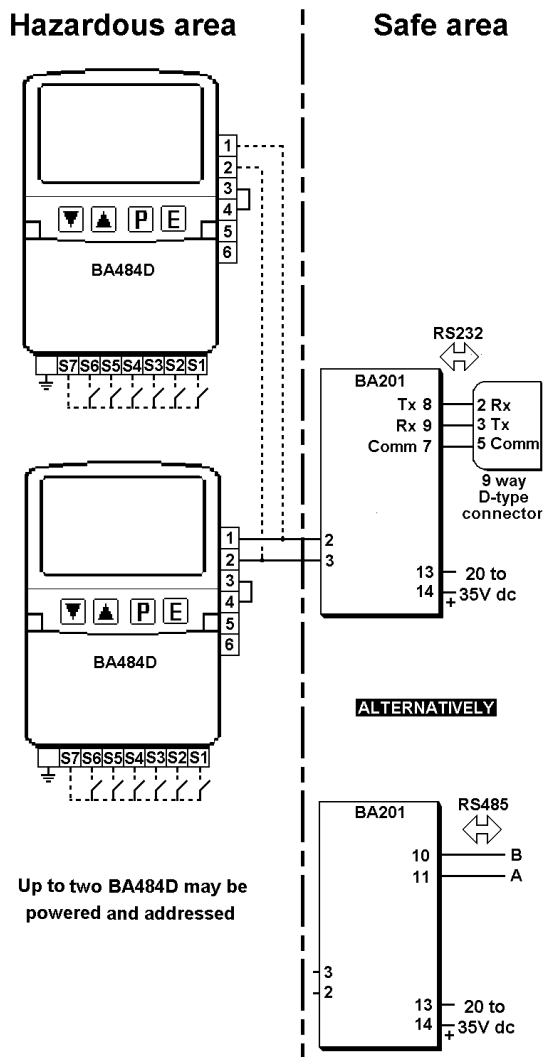 Hazardous area
Safe area
1
2
3
4
5
6
P E
BA484D
S7 S6 S5 S4 S3 S2 S1
RS232
BA201
Tx 8
Rx 9
Comm 7
2 Rx
3 Tx
5 Comm
9 way
D-type
connector
2
3
13
14
+
20 to
35V dc
1
2
3
4
5
6
P E
BA484D
S7 S6 S5 S4 S3 S2 S1
ALTERNATIVELY
BA201
RS485
10
11
B
A
3
2
13
14
+
20 to
35V dc
Up to two BA484D may be
powered and addressed